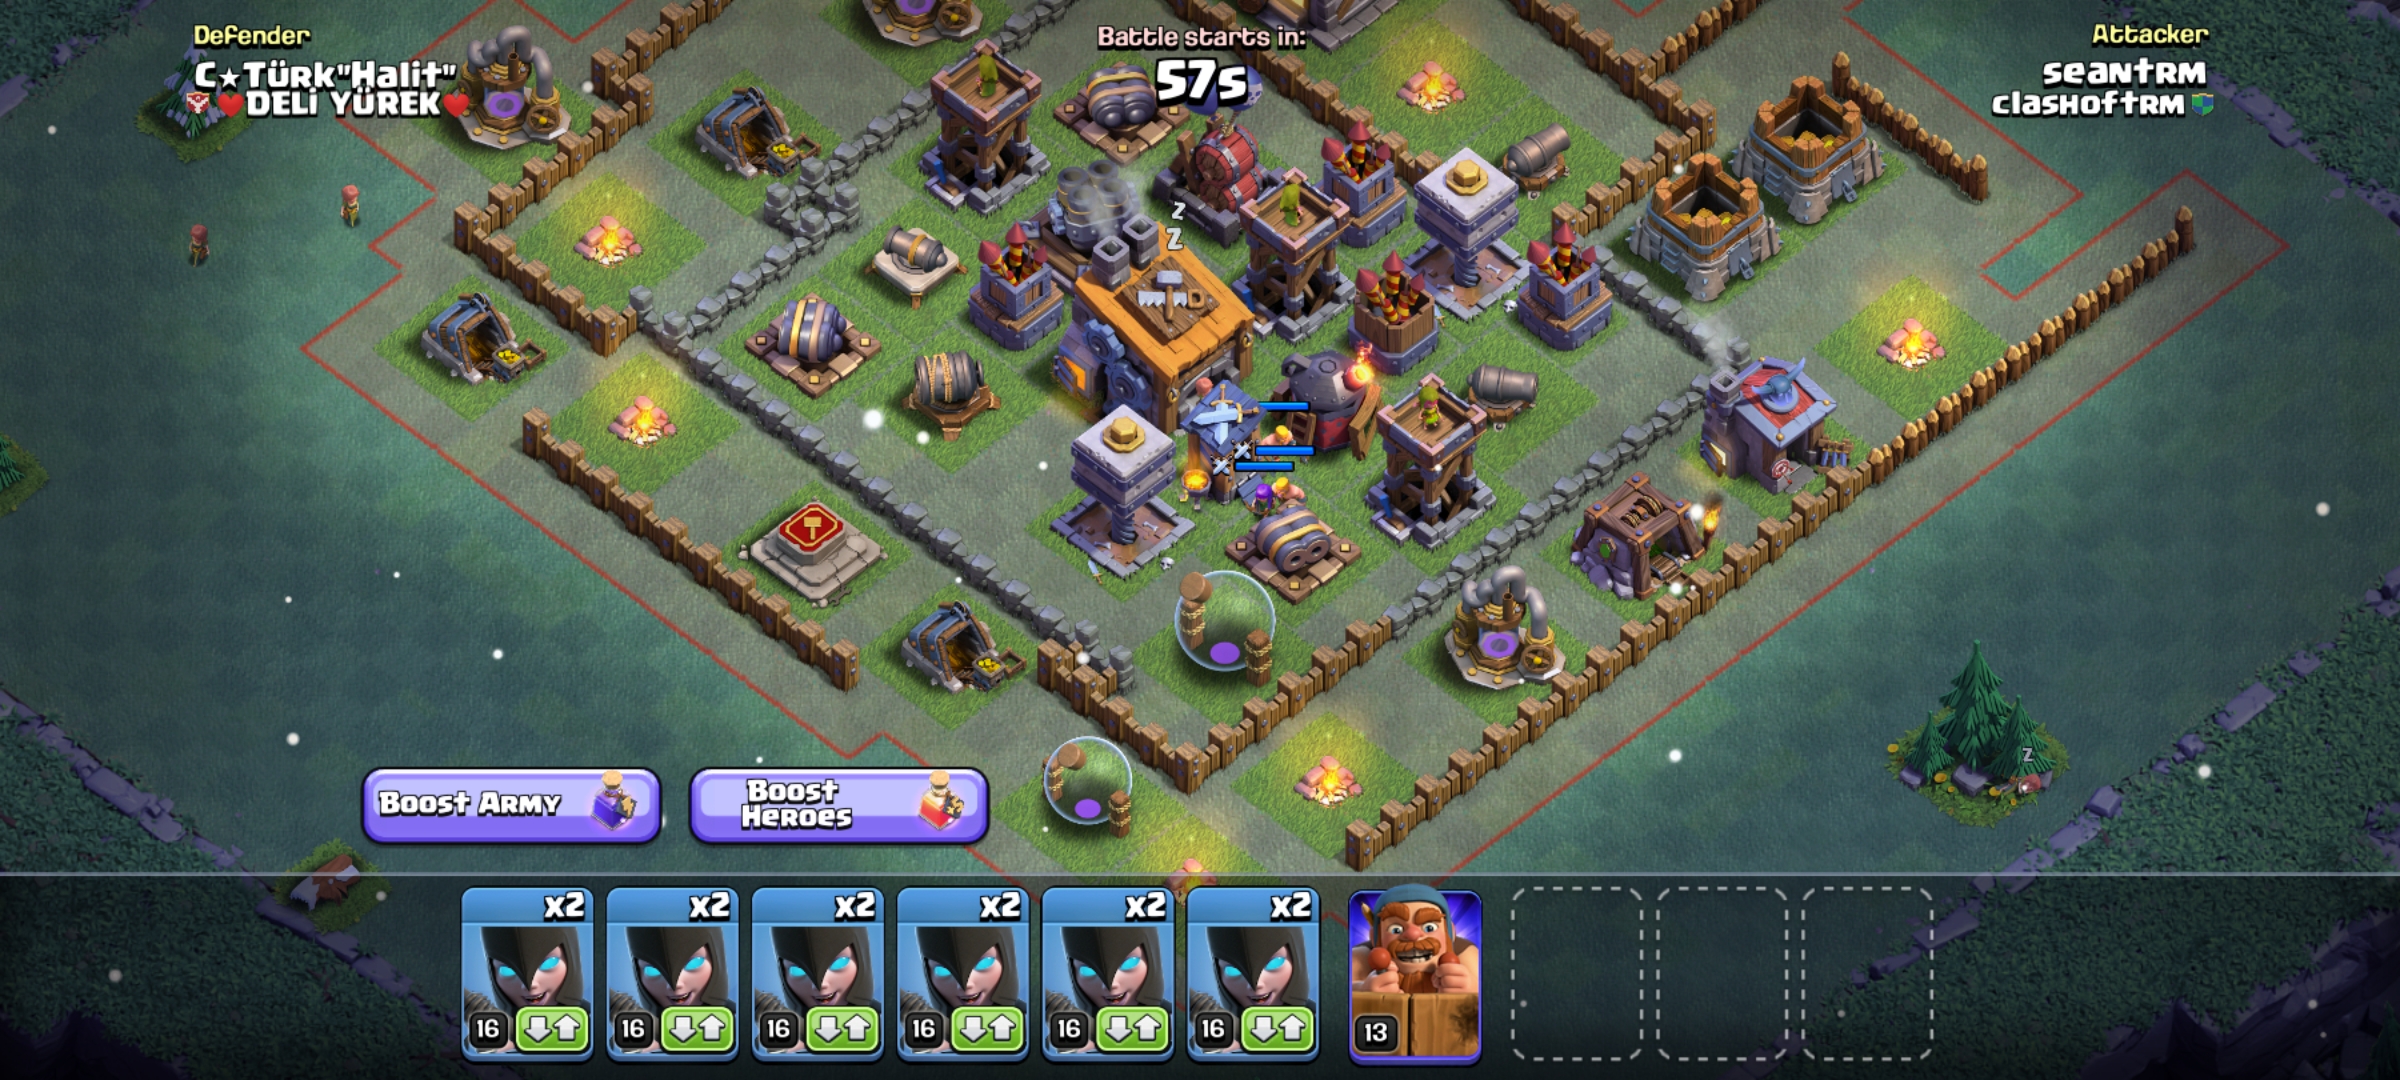 Defender
C★Türk"Halit"
❤DELİ YÜREK❤
Battle starts in:
57s
Attacker
seantRM
clashoftRM
z
Z
z
Boost Army
Boost
Heroes
x2
x2
x2
x2
x2
x2
16
16
16
16
16
16
13